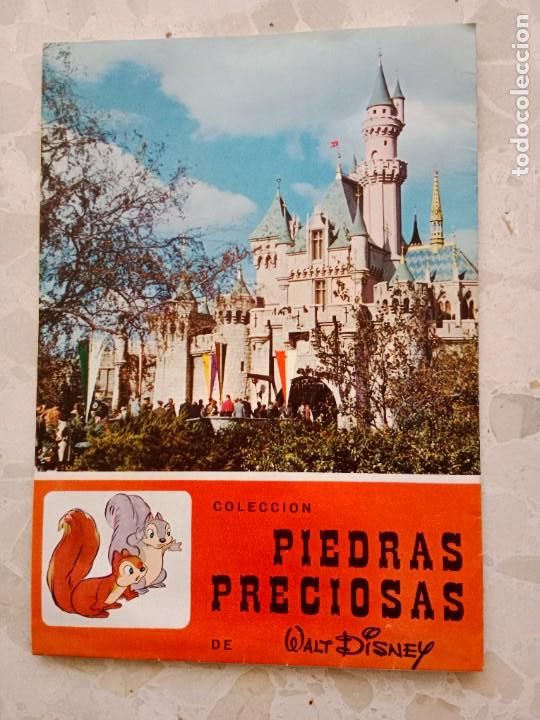 COLECCION
PIEDRAS
PRECIOSAS
DE WALT DISNEY
todocoleccion